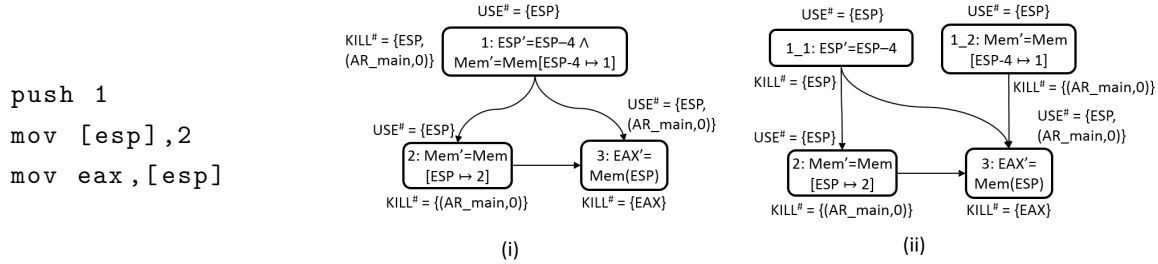 push 1
mov [esp],2
mov eax,[esp]
USE# = {ESP}
KILL# = {ESP,
(AR_main,0)}
1: ESP'=ESP–4 ∧
Mem'=Mem[ESP-4 ↦ 1]
USE# = {ESP,
(AR_main,0)}
USE# = {ESP}
2: Mem'=Mem
[ESP ↦ 2]
3: EAX'=
Mem(ESP)
KILL# = {(AR_main,0)}
KILL# = {EAX}
(i)
USE# = {ESP}
USE# = {ESP}
1_1: ESP'=ESP–4
1_2: Mem'=Mem
[ESP-4 ↦ 1]
KILL# = {ESP}
KILL# = {(AR_main,0)}
USE# = {ESP,
(AR_main,0)}
USE# = {ESP}
2: Mem'=Mem
[ESP ↦ 2]
3: EAX'=
Mem(ESP)
KILL# = {(AR_main,0)}
KILL# = {EAX}
(ii)